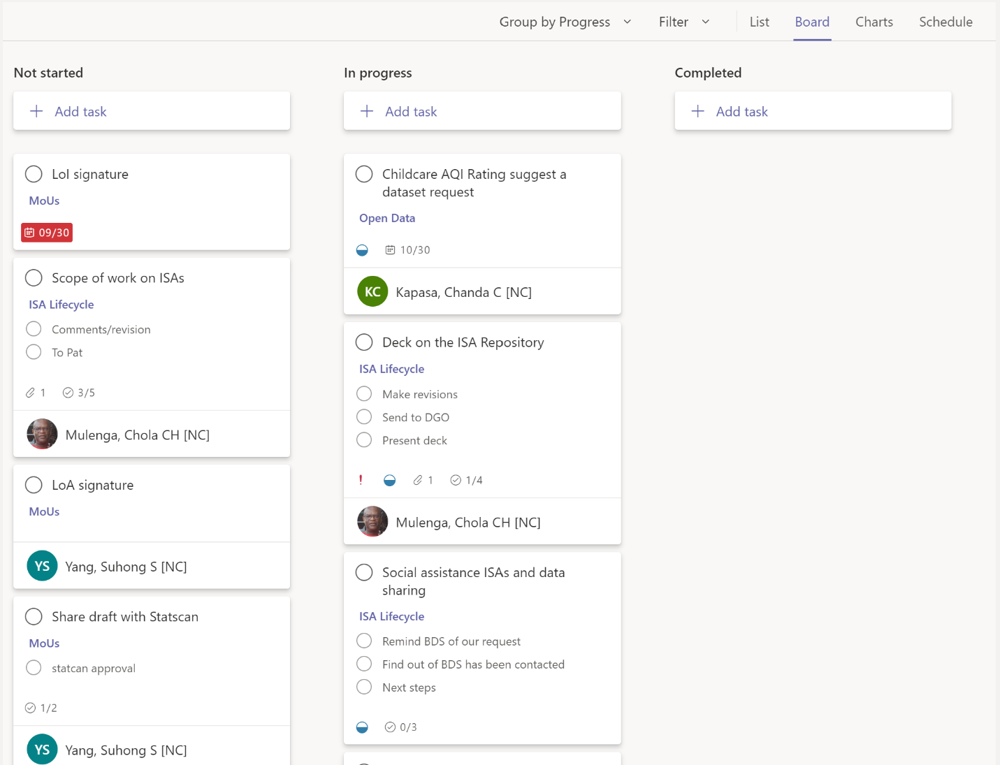 Group by Progress
Filter
List
Board
Charts
Schedule
Not started
Add task
LoI signature
MoUs
09/30
Scope of work on ISAs
ISA Lifecycle
Comments/revision
To Pat
1
3/5
Mulenga, Chola CH [NC]
LoA signature
MoUs
YS
Yang, Suhong S [NC]
Share draft with Statscan
MoUs
statcan approval
1/2
YS
Yang, Suhong S [NC]
In progress
Add task
Childcare AQI Rating suggest a
dataset request
Open Data
10/30
KC
Kapasa, Chanda C [NC]
Deck on the ISA Repository
ISA Lifecycle
Make revisions
Send to DGO
Present deck
!
1
1/4
Mulenga, Chola CH [NC]
Social assistance ISAs and data
sharing
ISA Lifecycle
Remind BDS of our request
Find out of BDS has been contacted
Next steps
0/3
Completed
Add task